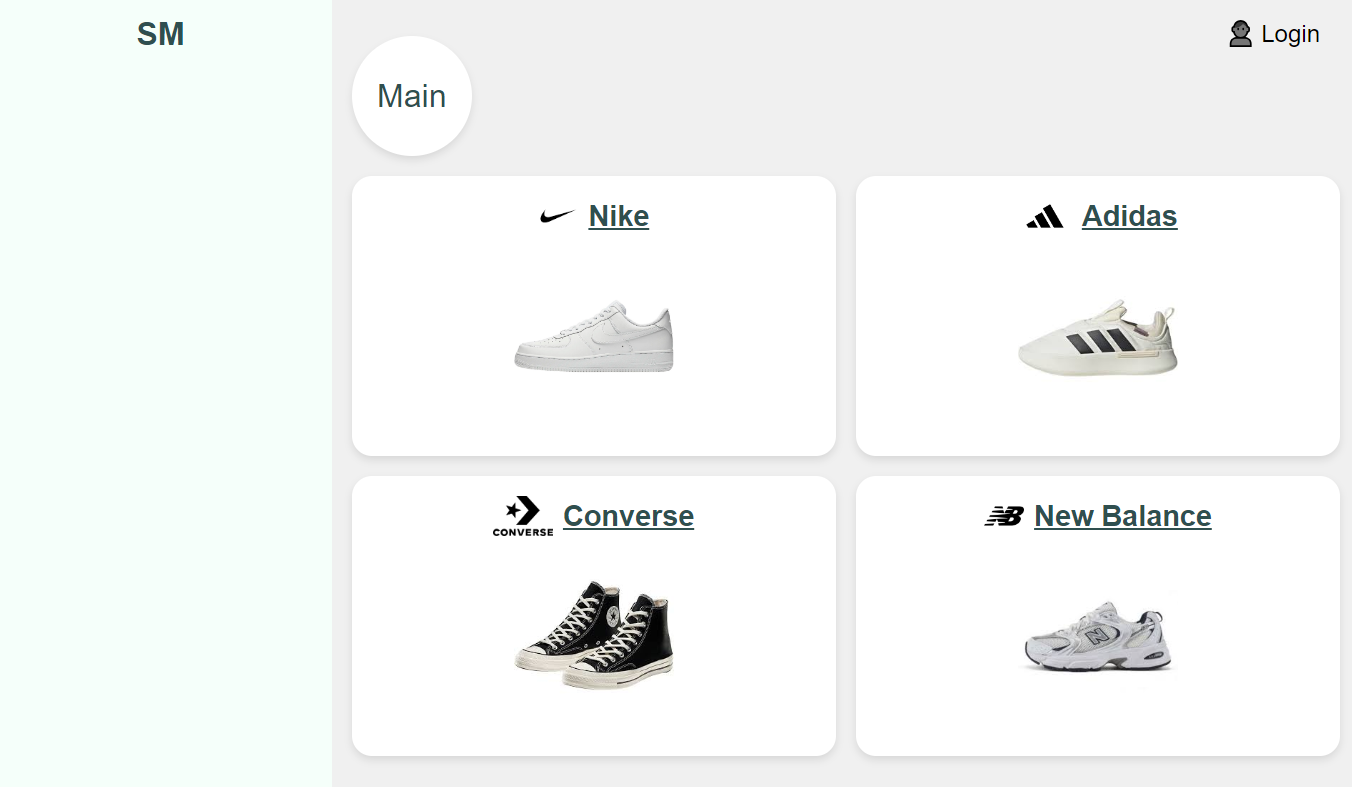 SM
Login
Main
Nike
Adidas
CONVERSE
Converse
New Balance
N